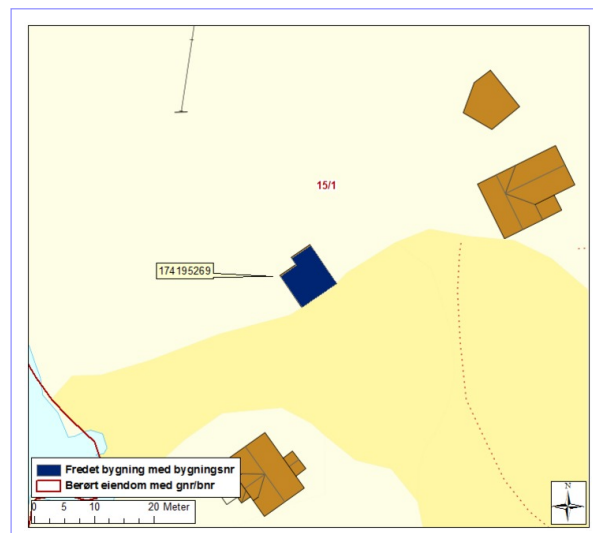 15/1
174195269
Fredet bygning med bygningsnr
Berørt eiendom med gnr/bnr
0 5 10 20 Meter
N